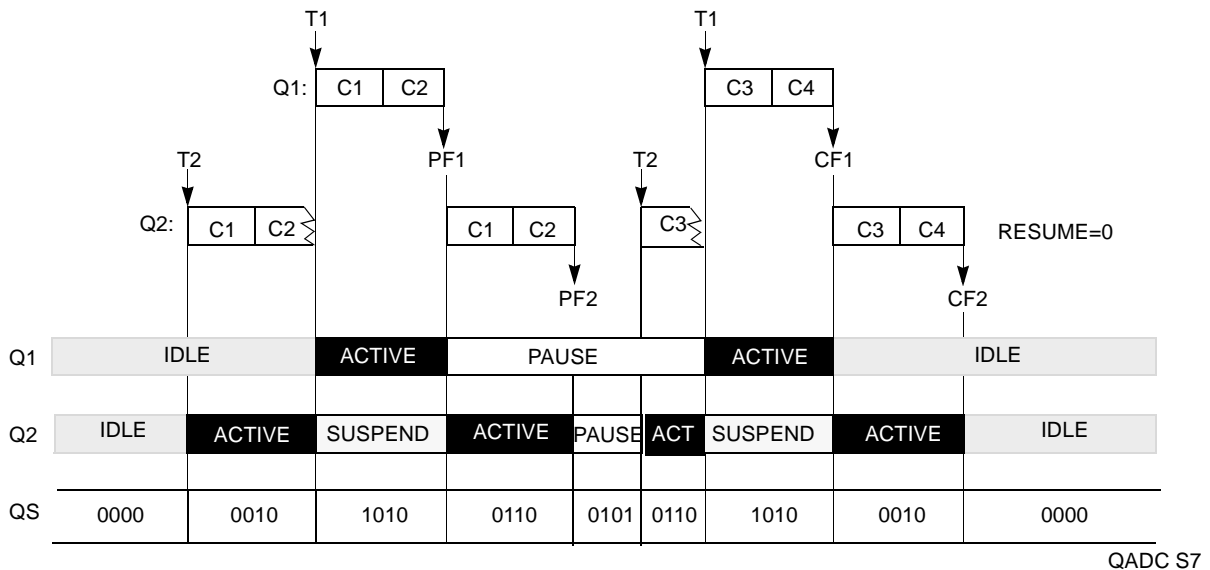 T1 T1
Q1: C1 C2 C3 C4
T2 PF1 T2 CF1
Q2: C1 C2 C1 C2 C3 C3 C4 RESUME=0
PF2 CF2
Q1 IDLE ACTIVE PAUSE ACTIVE IDLE
Q2 IDLE ACTIVE SUSPEND ACTIVE PAUSE ACT SUSPEND ACTIVE IDLE
QS 0000 0010 1010 0110 0101 0110 1010 0010 0000
QADC S7